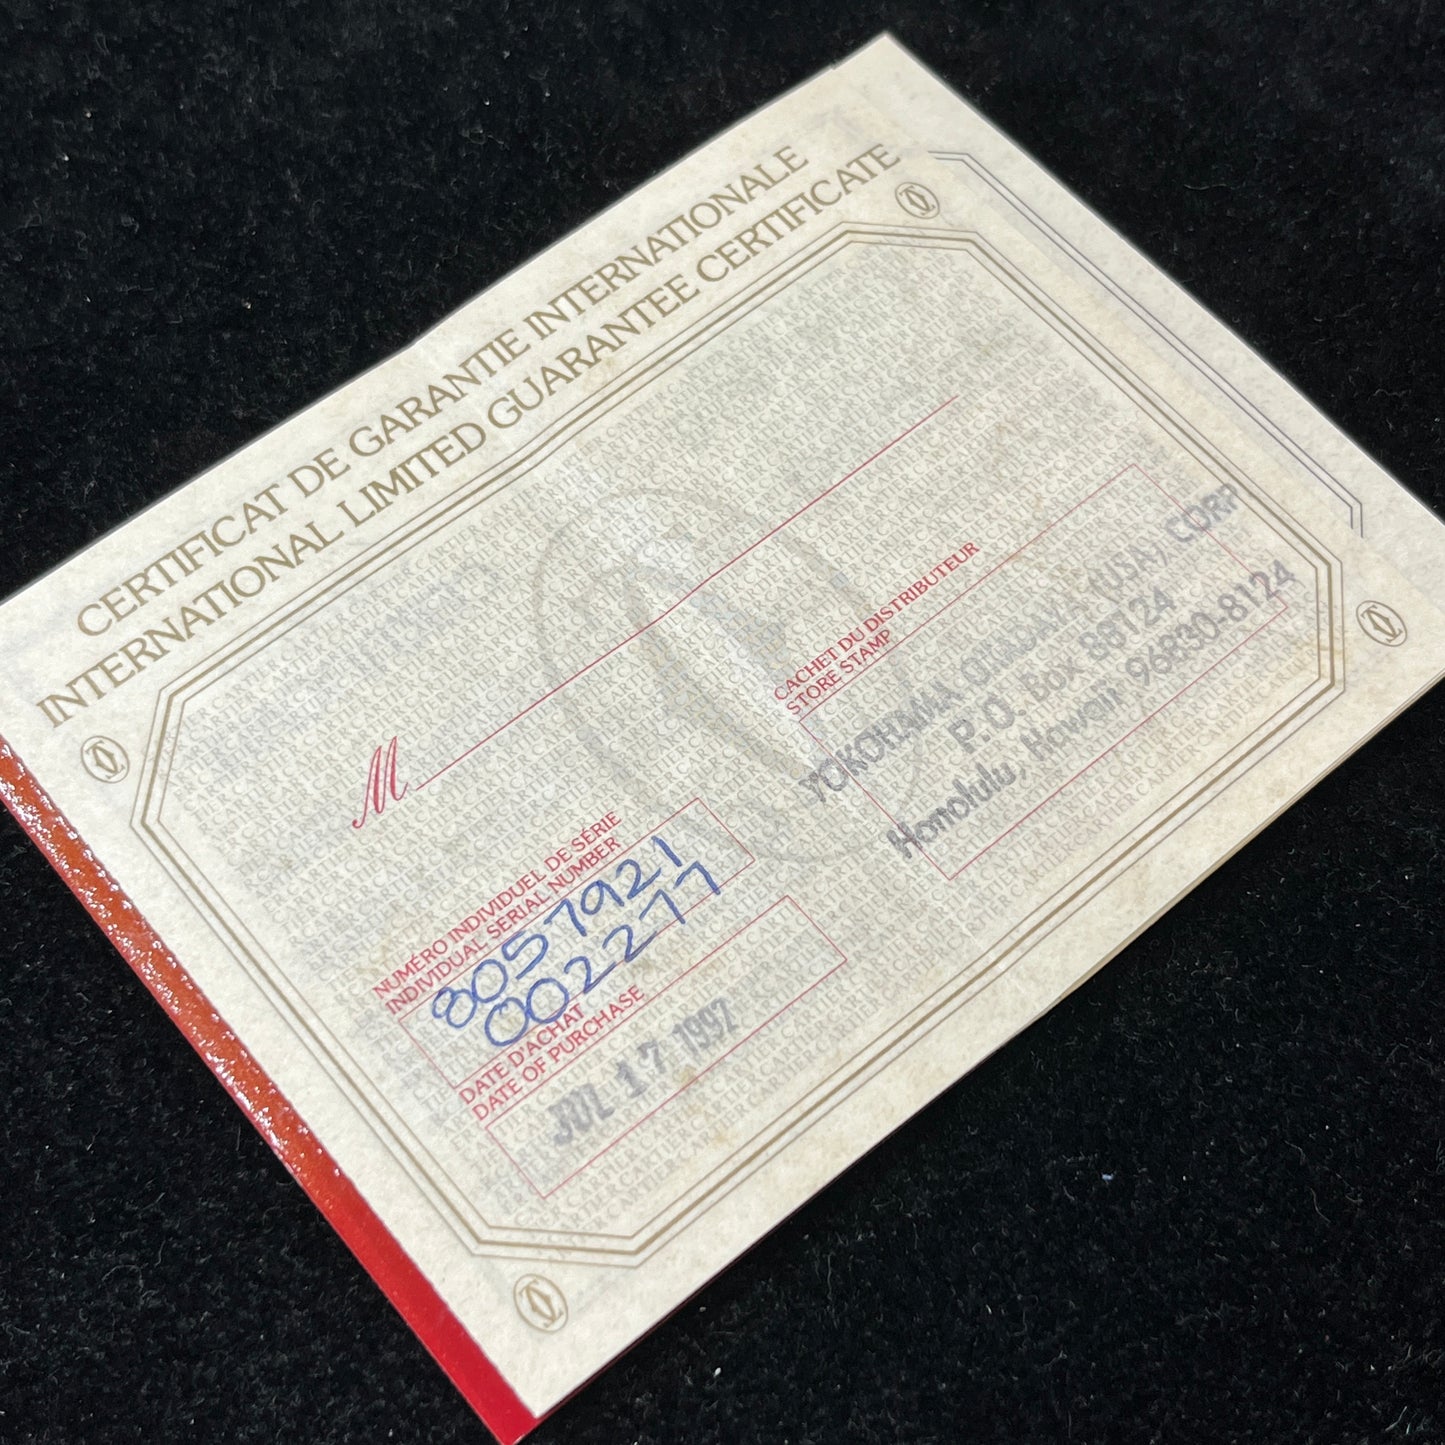 CERTIFICAT DE GARANTIE INTERNATIONALE
INTERNATIONAL LIMITED GUARANTEE CERTIFICATE
M
CACHET DU DISTRIBUTEUR
STORE STAMP
YOKOHAMA OKADAYA (USA) CORP
P.O. Box 88124
Honolulu, Hawaii 96830-8124
NUMÉRO INDIVIDUEL DE SÉRIE
INDIVIDUAL SERIAL NUMBER
8057921
002277
DATE D'ACHAT
DATE OF PURCHASE
JUL 17 1997